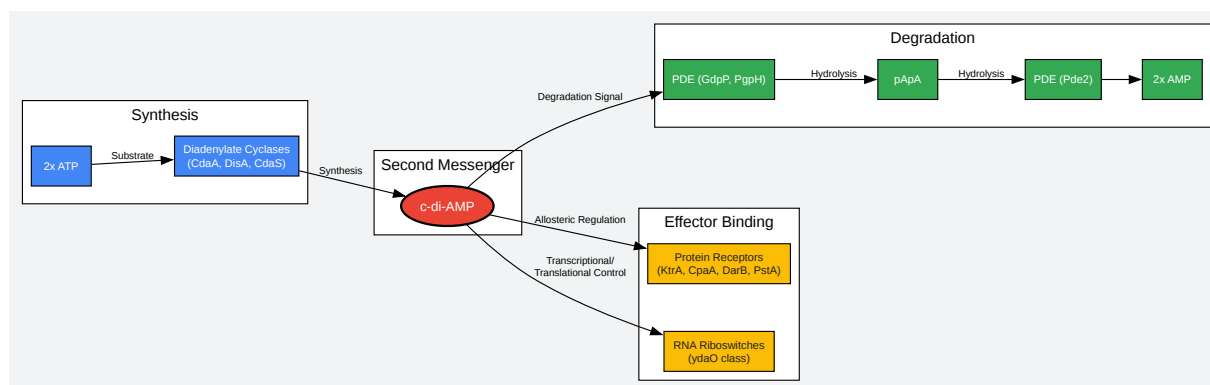 Degradation
PDE (GdpP, PgpH)
Hydrolysis
pApA
Hydrolysis
PDE (Pde2)
2x AMP
Degradation Signal
Synthesis
2x ATP
Substrate
Diadenylate Cyclases
(CdaA, DisA, CdaS)
Synthesis
Second Messenger
c-di-AMP
Allosteric Regulation
Transcriptional/
Translational Control
Effector Binding
Protein Receptors
(KtrA, CpaA, DarB, PstA)
RNA Riboswitches
(ydaO class)